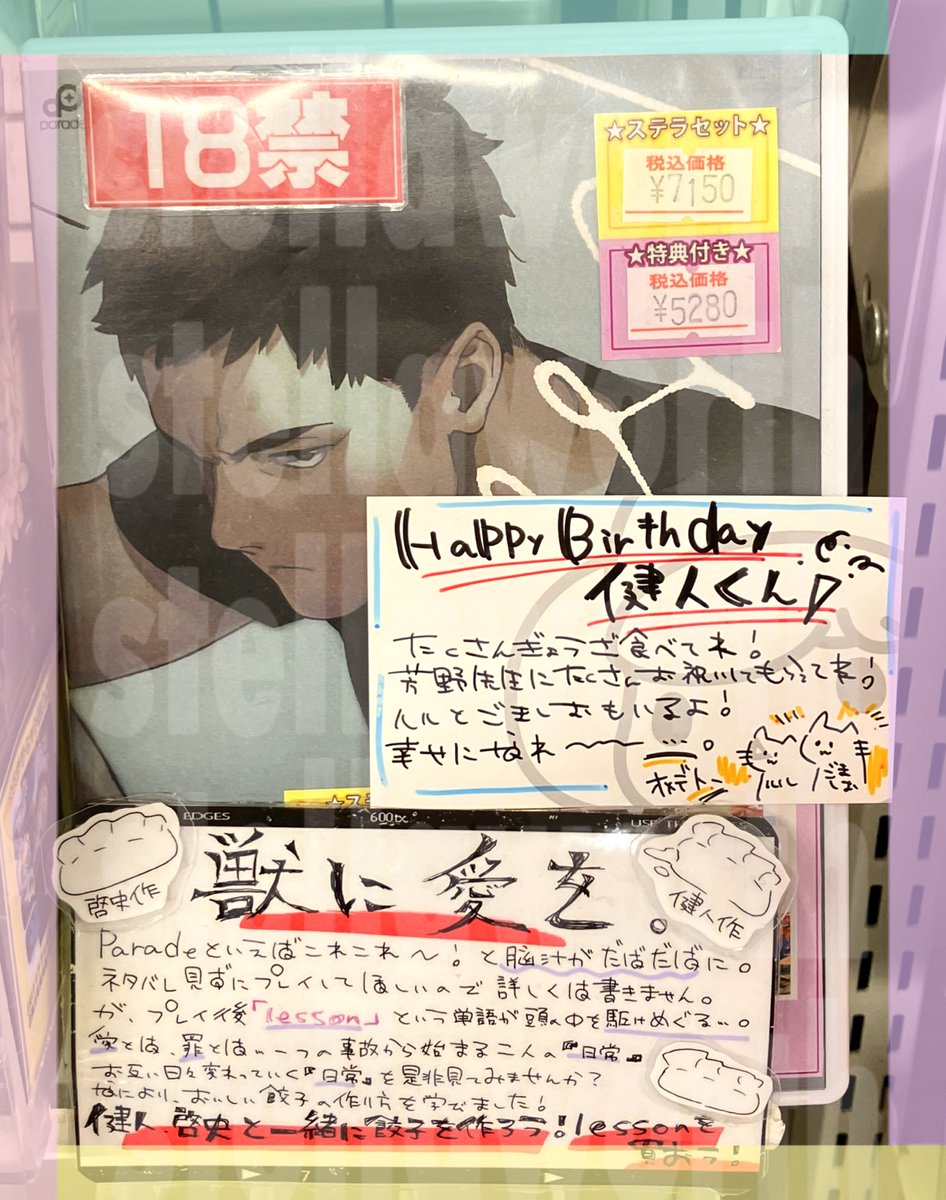 parade
18禁
★ステラセット★
税込価格
¥7150
★特典付き★
税込価格
¥5280
Happy Birthday
健人くん
たくさんぎょうざ食べてね！
芳野先生にたくさんお祝いしてもらってね！
ルルとごましおもいるよ！
幸せになれ〜〜…。
ルル
EDGES
600tx
獣に愛を。
啓史作
健人作
Paradeといえばこれこれ〜！と脳汁がだばだばに。
ネタバレ見ずにプレイしてほしいので詳しくは書きません。
が、プレイ後「lesson」という単語が頭の中を駆けめぐる…。
愛とは、罪とは…一つの事故から始まる二人の『日常』
お互い日々変わっていく『日常』を是非見てみませんか？
なにより、おいしい餃子の作り方を学びました！
健人、啓史と一緒に餃子を作ろう！lessonを
買おう！
7
stellaworth
stellaworth
stellaworth
stellaworth